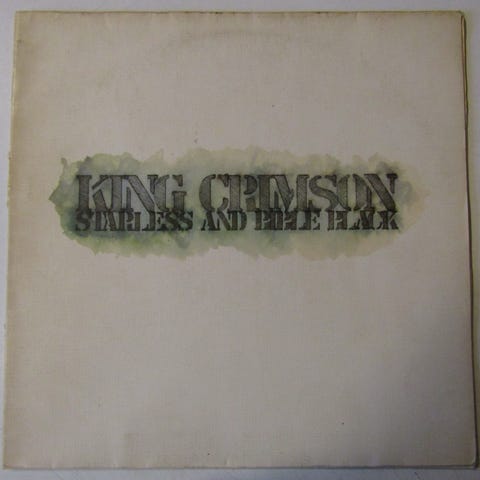 KING CRIMSON
STARLESS AND BIBLE BLACK